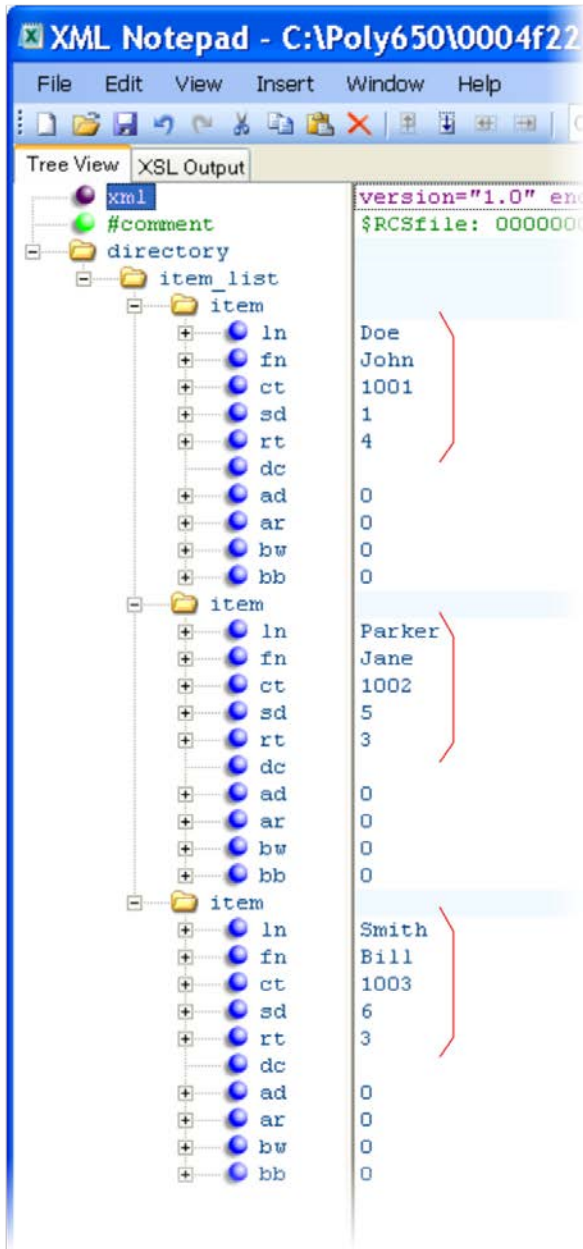 XML Notepad - C:\Poly650\0004f22
File Edit View Insert Window Help
Tree View XSL Output
xml version="1.0"
#comment $RCSfile:
directory
item_list
item
ln Doe
fn John
ct 1001
sd 1
rt 4
dc
ad 0
ar 0
bw 0
bb 0
item
ln Parker
fn Jane
ct 1002
sd 5
rt 3
dc
ad 0
ar 0
bw 0
bb 0
item
ln Smith
fn Bill
ct 1003
sd 6
rt 3
dc
ad 0
ar 0
bw 0
bb 0